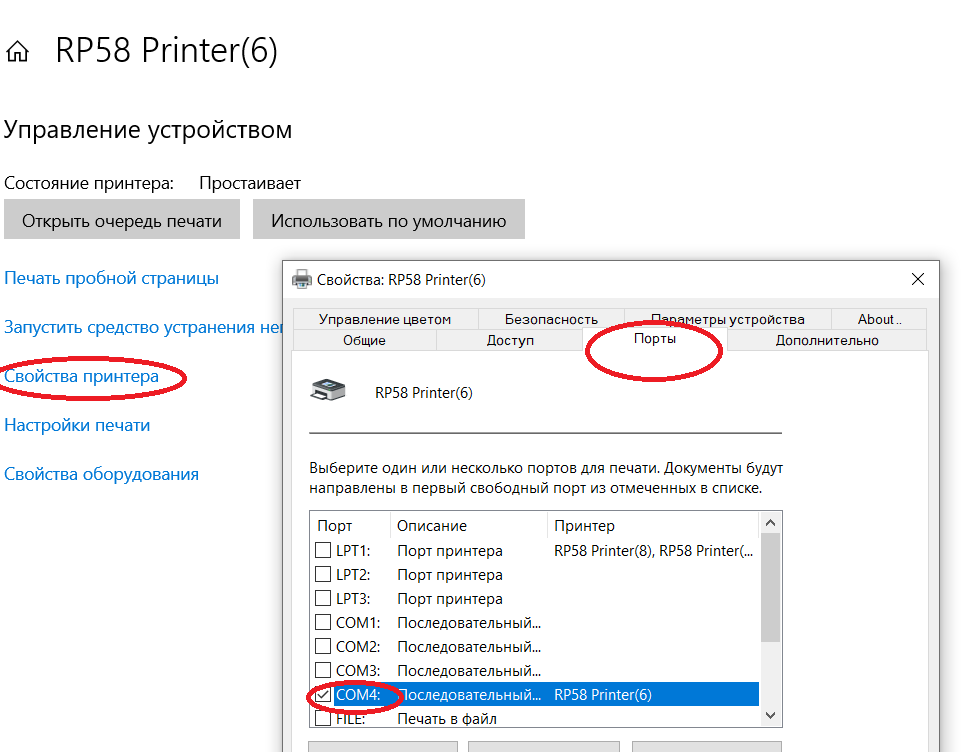 RP58 Printer(6)
Управление устройством
Состояние принтера: Простаивает
Открыть очередь печати Использовать по умолчанию
Печать пробной страницы
Запустить средство устранения
Свойства принтера
Настройки печати
Свойства оборудования
Свойства: RP58 Printer(6)
Управление цветом Безопасность Параметры устройства About..
Общие Доступ Порты Дополнительно
RP58 Printer(6)
Выберите один или несколько портов для печати. Документы будут
направлены в первый свободный порт из отмеченных в списке.
Порт Описание Принтер
LPT1: Порт принтера RP58 Printer(8), RP58 Printer(...
LPT2: Порт принтера
LPT3: Порт принтера
COM1: Последовательный...
COM2: Последовательный...
COM3: Последовательный...
COM4: Последовательный... RP58 Printer(6)
FILE: Печать в файл